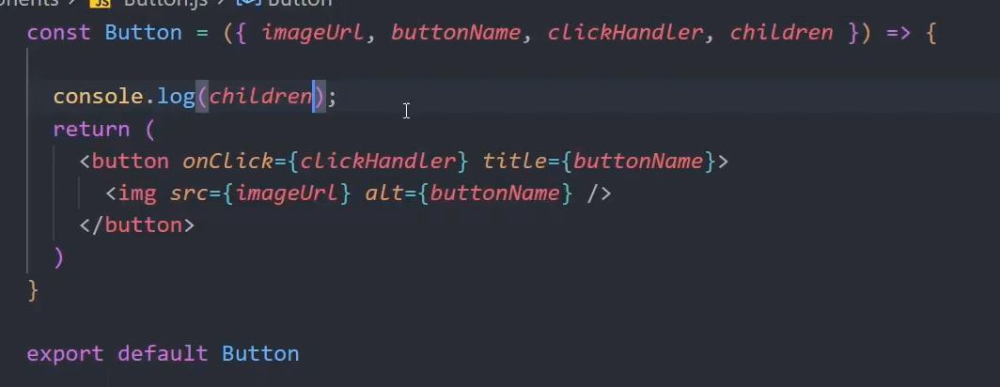 onents > JS Button.js > Button
const Button = ({ imageUrl, buttonName, clickHandler, children }) => {
console.log(children);
return (
<button onClick={clickHandler} title={buttonName}>
<img src={imageUrl} alt={buttonName} />
</button>
)
}
export default Button